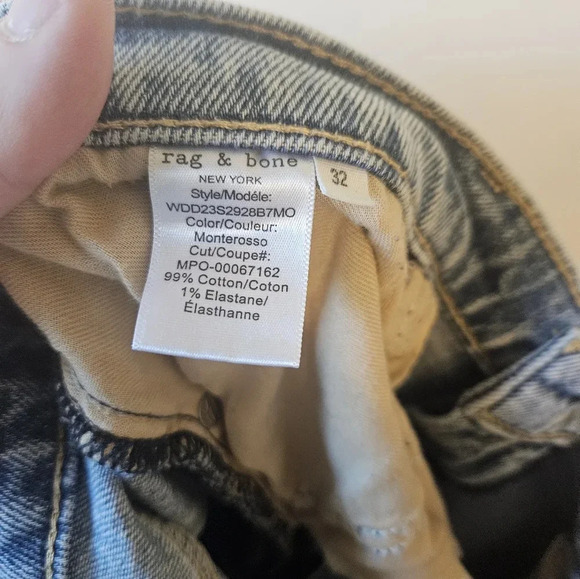 rag & bone
NEW YORK
Style/Modéle:
WDD23S2928B7MO
Color/Couleur:
Monterosso
Cut/Coupe#:
MPO-00067162
99% Cotton/Coton
1% Elastane/
Élasthanne
32